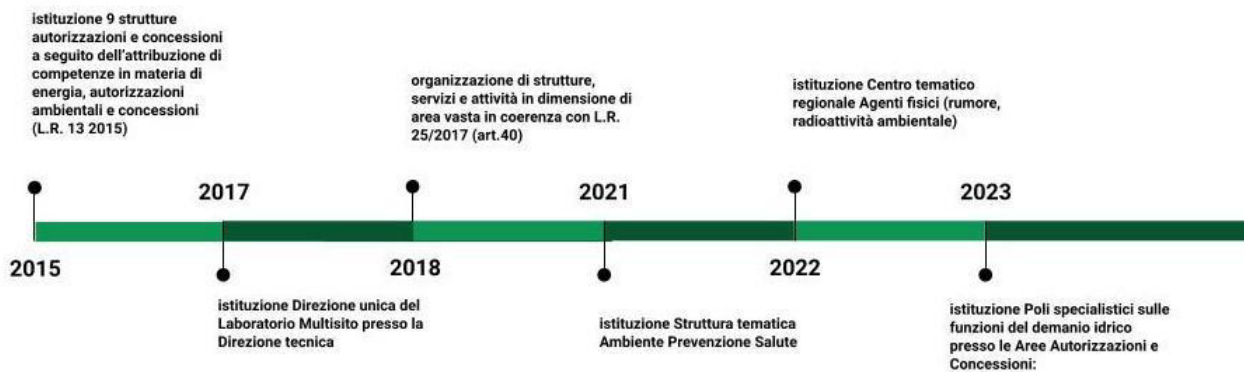 istituzione 9 strutture
autorizzazioni e concessioni
a seguito dell'attribuzione di
competenze in materia di
energia, autorizzazioni
ambientali e concessioni
(L.R. 13 2015)
organizzazione di strutture,
servizi e attività in dimensione di
area vasta in coerenza con L.R.
25/2017 (art.40)
istituzione Centro tematico
regionale Agenti fisici (rumore,
radioattività ambientale)
2017
2021
2023
2015
2018
2022
istituzione Direzione unica del
Laboratorio Multisito presso la
Direzione tecnica
istituzione Struttura tematica
Ambiente Prevenzione Salute
istituzione Poli specialistici sulle
funzioni del demanio idrico
presso le Aree Autorizzazioni e
Concessioni: